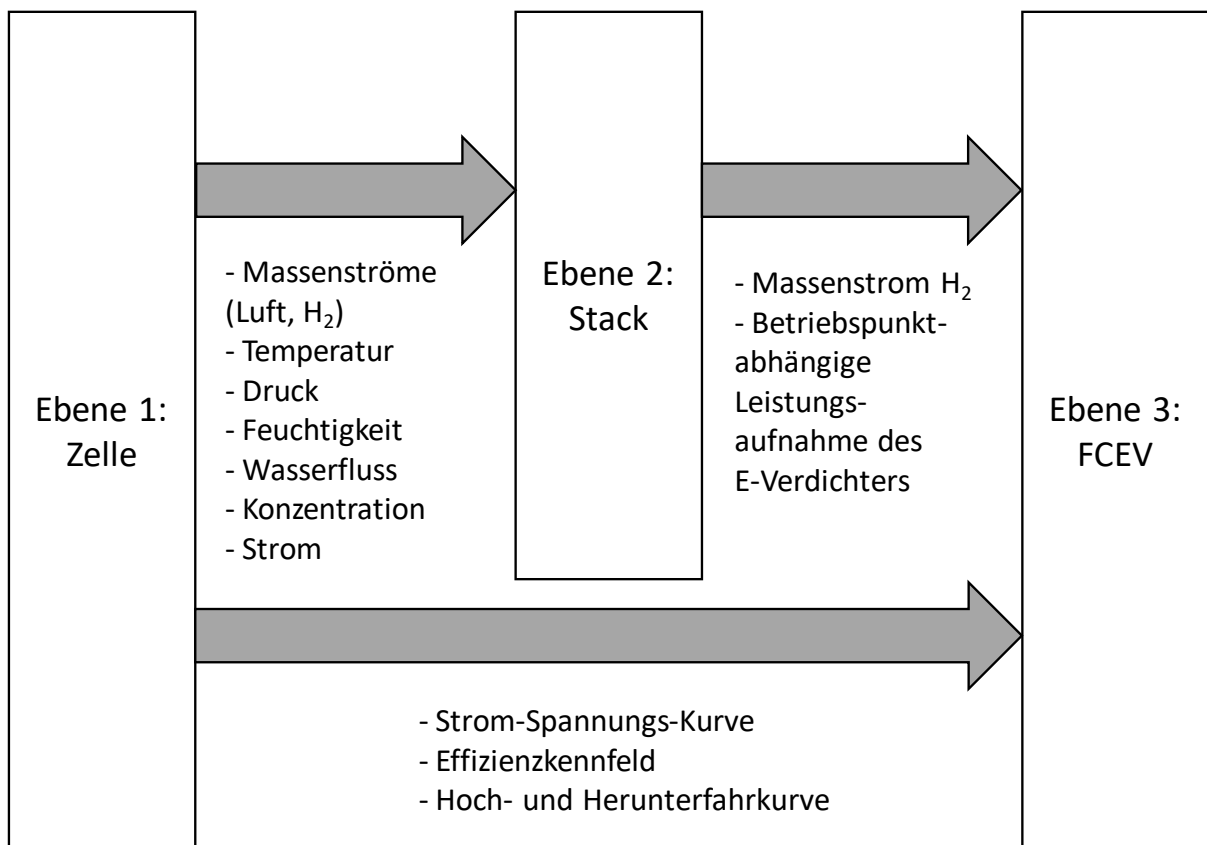 Ebene 1:
Zelle
- Massenströme
(Luft, H₂)
- Temperatur
- Druck
- Feuchtigkeit
- Wasserfluss
- Konzentration
- Strom
Ebene 2:
Stack
- Massenstrom H₂
- Betriebspunkt-
abhängige
Leistungs-
aufnahme des
E-Verdichters
Ebene 3:
FCEV
- Strom-Spannungs-Kurve
- Effizienzkennfeld
- Hoch- und Herunterfahrkurve